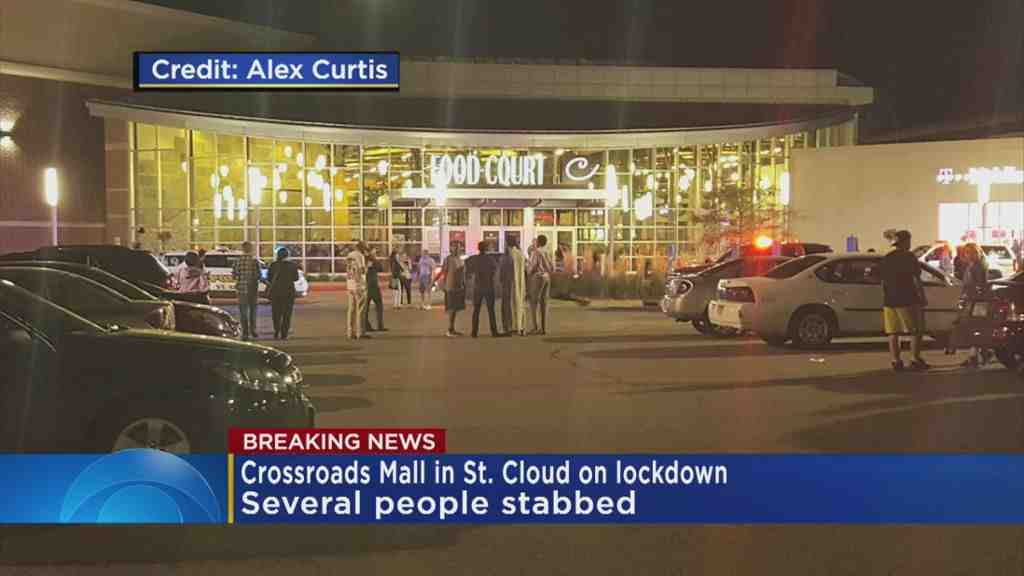 Credit: Alex Curtis
FOOD COURT
BREAKING NEWS
Crossroads Mall in St. Cloud on lockdown
Several people stabbed